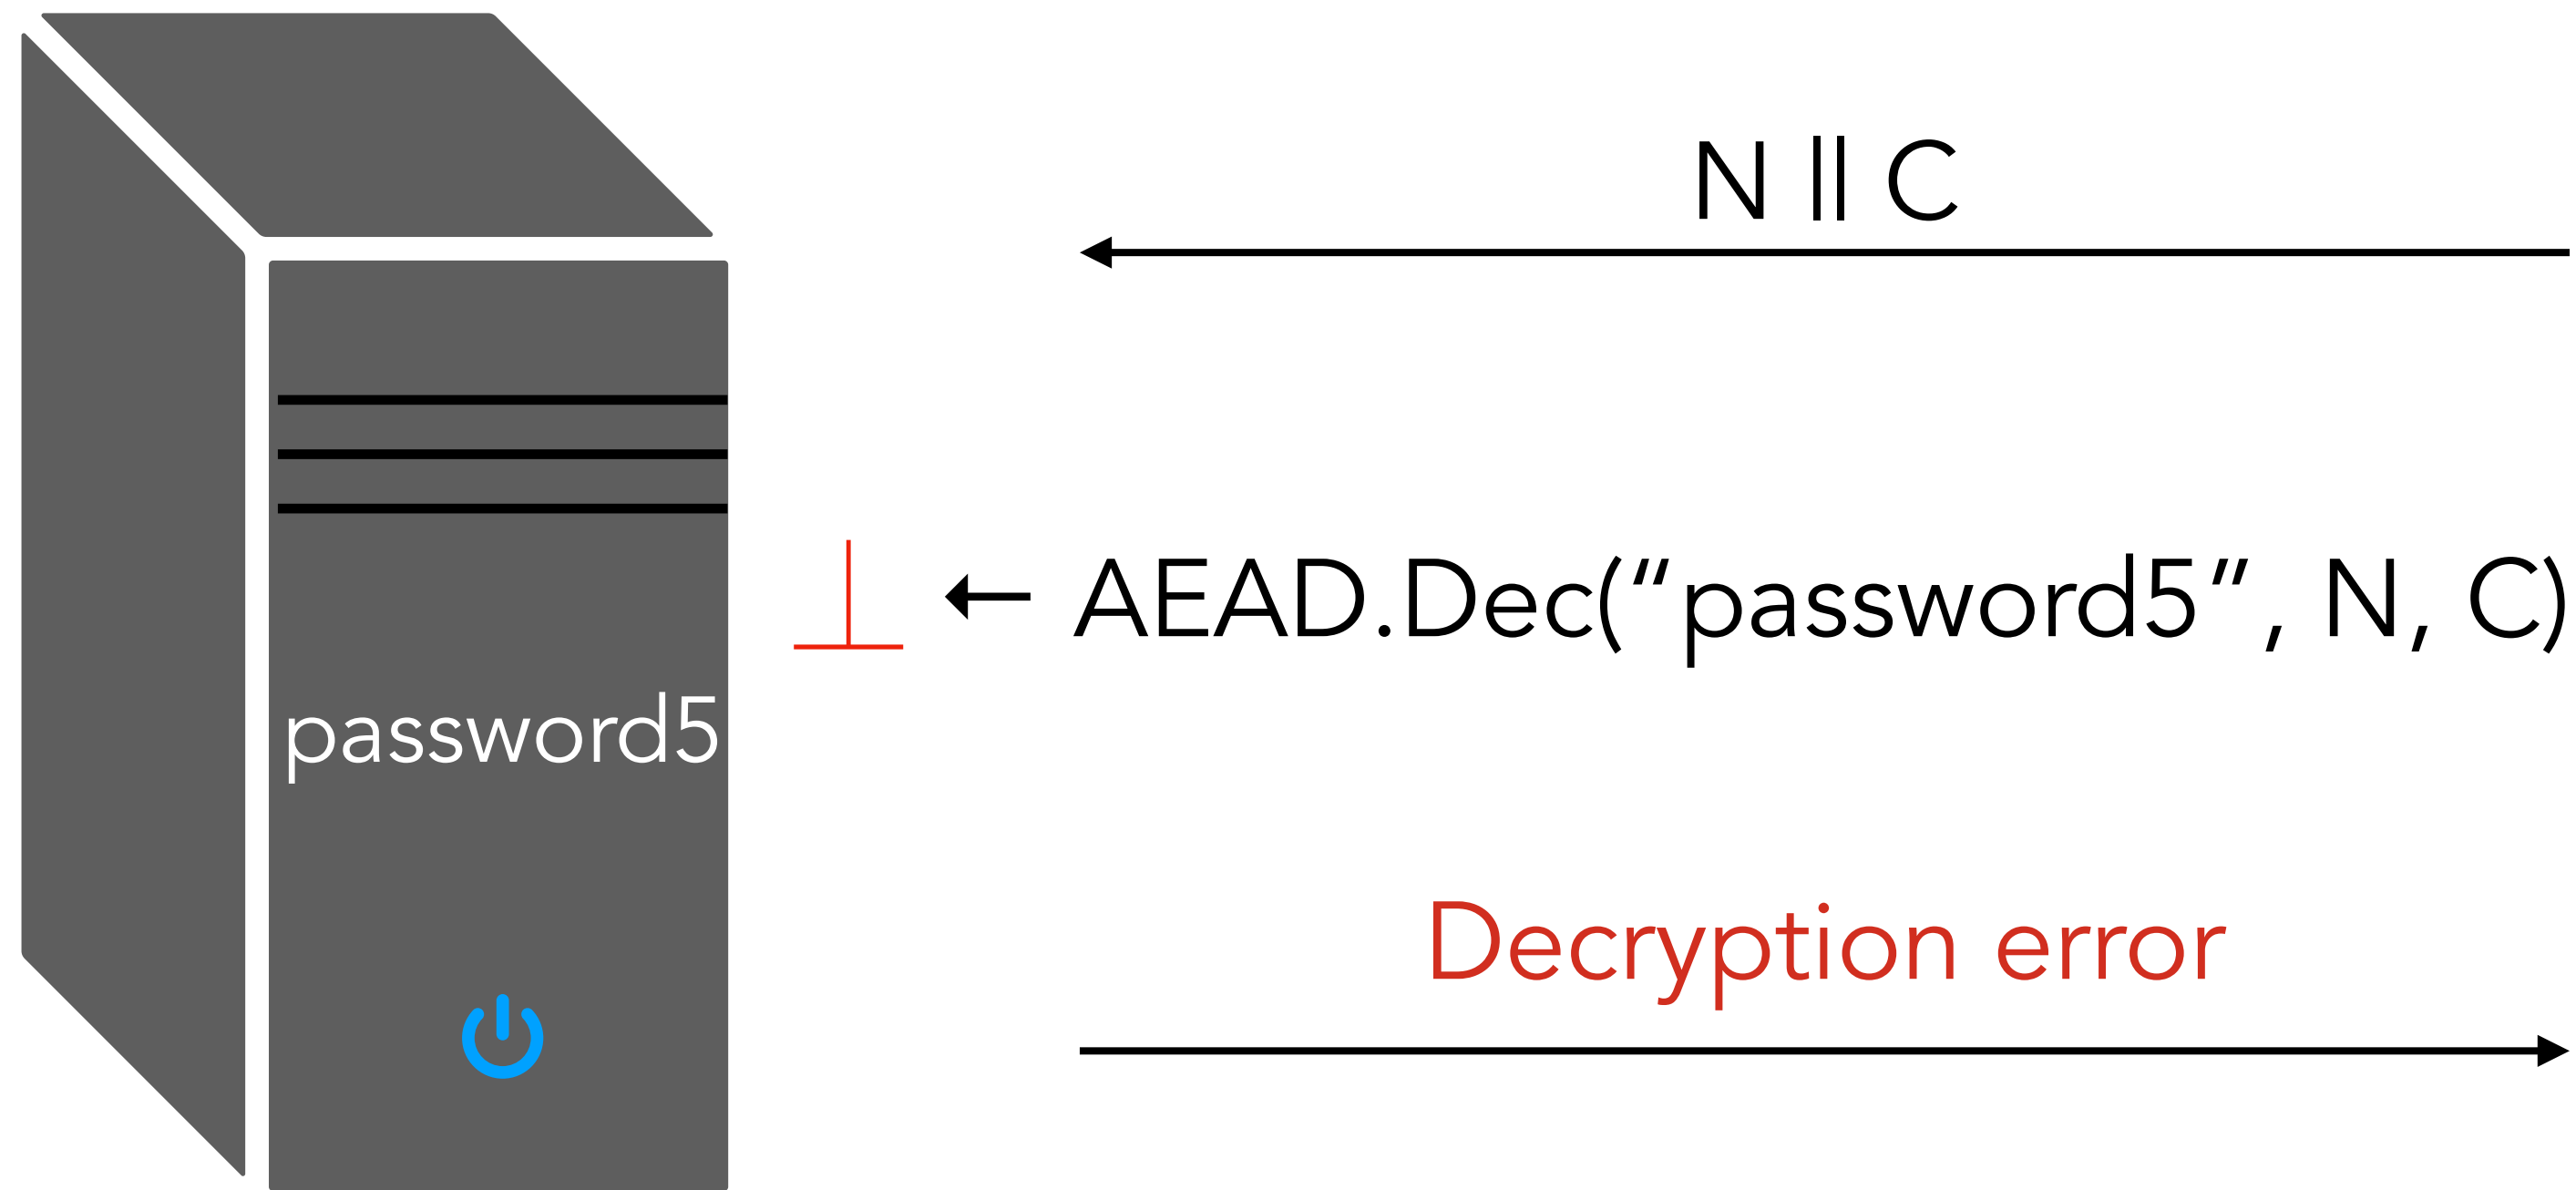 N || C
⊥ ← AEAD.Dec(“password5”, N, C)
password5
Decryption error